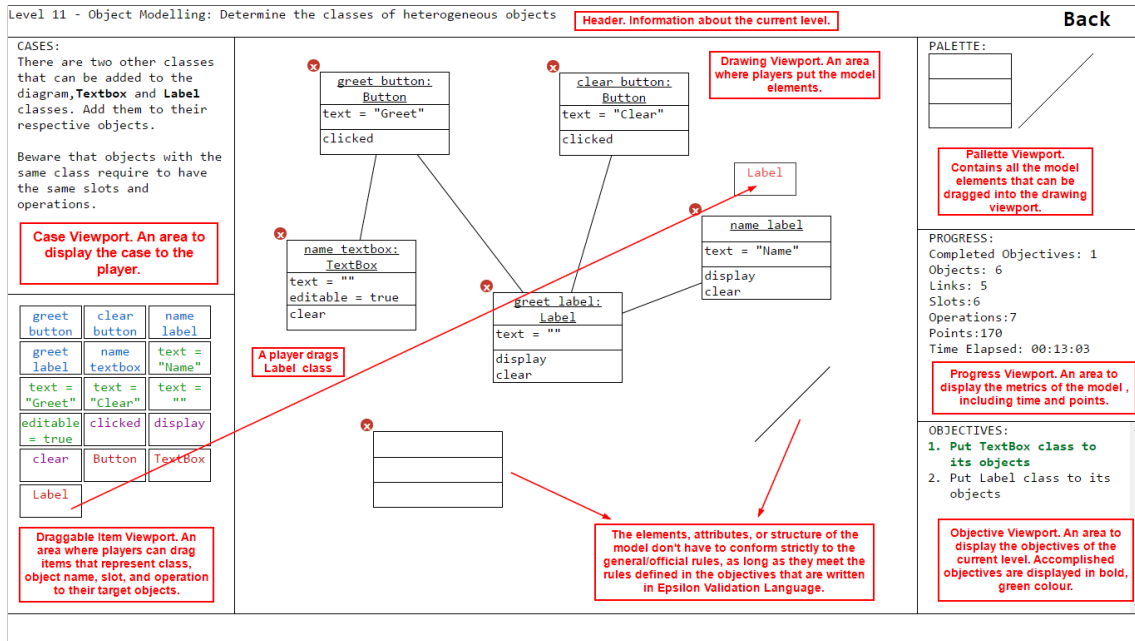 Level 11 - Object Modelling: Determine the classes of heterogeneous objects
Header. Information about the current level.
Back
CASES:
There are two other classes
that can be added to the
diagram,Textbox and Label
classes. Add them to their
respective objects.
Beware that objects with the
same class require to have
the same slots and
operations.
Case Viewport. An area to
display the case to the
player.
greet
button
clear
button
name
label
greet
label
name
textbox
text =
"Name"
text =
"Greet"
text =
"Clear"
text =
""
editable
= true
clicked
display
clear
Button
TextBox
Label
Draggable Item Viewport. An
area where players can drag
items that represent class,
object name, slot, and operation
to their target objects.
greet button:
Button
text = "Greet"
clicked
clear button:
Button
text = "Clear"
clicked
Drawing Viewport. An area
where players put the model
elements.
Label
name label
text = "Name"
display
clear
name textbox:
TextBox
text = ""
editable = true
clear
greet label:
Label
text = ""
display
clear
A player drags
Label class
The elements, attributes, or structure of the
model don't have to conform strictly to the
general/official rules, as long as they meet the
rules defined in the objectives that are written
in Epsilon Validation Language.
PALETTE:
Pallette Viewport.
Contains all the model
elements that can be
dragged into the drawing
viewport.
PROGRESS:
Completed Objectives: 1
Objects: 6
Links: 5
Slots:6
Operations:7
Points:170
Time Elapsed: 00:13:03
Progress Viewport. An area to
display the metrics of the model ,
including time and points.
OBJECTIVES:
1. Put TextBox class to
its objects
2. Put Label class to its
objects
Objective Viewport. An area to
display the objectives of the
current level. Accomplished
objectives are displayed in bold,
green colour.